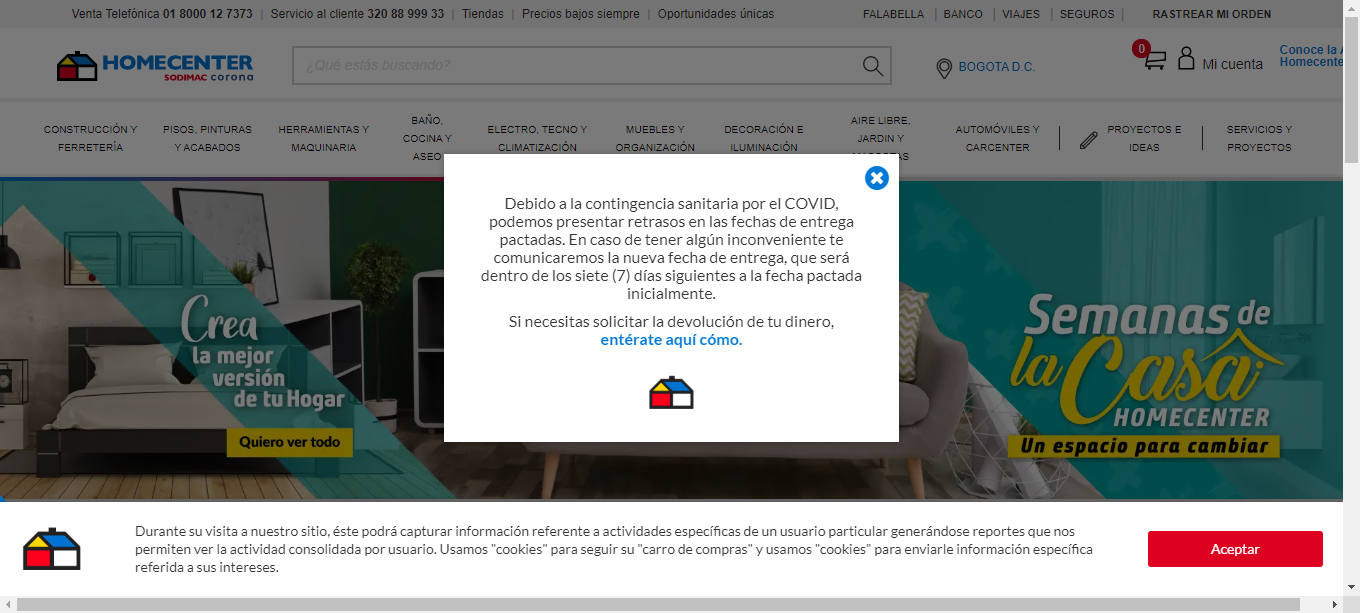 Venta Telefónica 01 8000 12 7373 | Servicio al cliente 320 88 999 33 | Tiendas | Precios bajos siempre | Oportunidades únicas
FALABELLA | BANCO | VIAJES | SEGUROS | RASTREAR MI ORDEN
HOMECENTER
SODIMAC corona
¿Qué estás buscando?
BOGOTA D.C.
0
Mi cuenta
Conoce la
Homecente
CONSTRUCCIÓN Y
FERRETERÍA
PISOS, PINTURAS
Y ACABADOS
HERRAMIENTAS Y
MAQUINARIA
BAÑO,
COCINA Y
ASEO
ELECTRO, TECNO Y
CLIMATIZACIÓN
MUEBLES Y
ORGANIZACIÓN
DECORACIÓN E
ILUMINACIÓN
AIRE LIBRE,
JARDIN Y
AUTOMÓVILES Y
CARCENTER
PROYECTOS E
IDEAS
SERVICIOS Y
PROYECTOS
Debido a la contingencia sanitaria por el COVID,
podemos presentar retrasos en las fechas de entrega
pactadas. En caso de tener algún inconveniente te
comunicaremos la nueva fecha de entrega, que será
dentro de los siete (7) días siguientes a la fecha pactada
inicialmente.
Si necesitas solicitar la devolución de tu dinero,
entérate aquí cómo.
Crea
la mejor
versión
de tu Hogar
Quiero ver todo
Semanas de
la Casa
HOMECENTER
Un espacio para cambiar
Durante su visita a nuestro sitio, éste podrá capturar información referente a actividades específicas de un usuario particular generándose reportes que nos
permiten ver la actividad consolidada por usuario. Usamos "cookies" para seguir su "carro de compras" y usamos "cookies" para enviarle información específica
referida a sus intereses.
Aceptar